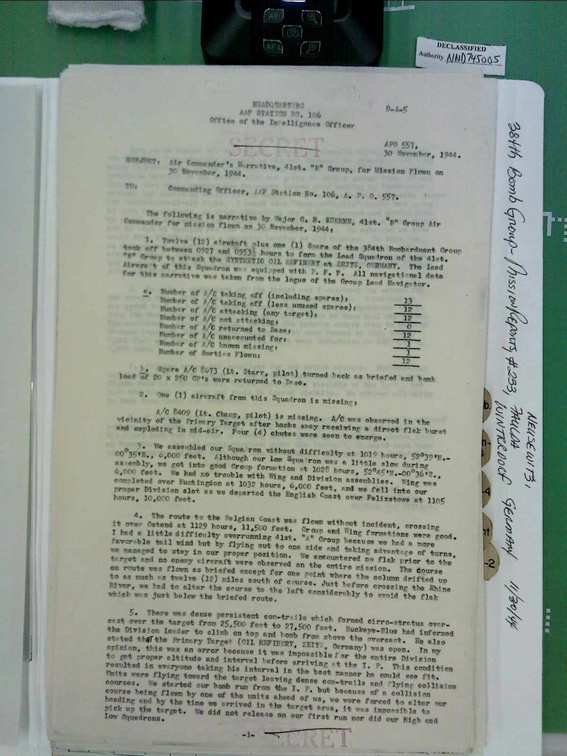 DECLASSIFIED
Authority NND745005
HEADQUARTERS
AAF STATION NO. 106
Office of the Intelligence Officer
D-A-5
SECRET
APO 557,
30 November, 1944.
SUBJECT: Air Commander's Narrative, 41st. "B" Group, for Mission Flown on
30 November, 1944.
TO: Commanding Officer, AAF Station No. 106, A. P. O. 557.
The following is narrative by Major G. H. 41st. "B" Group Air
Commander for mission flown on 30 November, 1944:
1. Twelve (12) aircraft plus one (1) Spare of the 384th Bombardment Group
took off between 0927 and 0953 hours to form the Lead Squadron of the 41st.
"B" Group to attack the SYNTHETIC OIL REFINERY at ZEITZ, GERMANY. The lead
Aircraft of this Squadron was equipped with P. F. F. All navigational data
for this narrative was taken from the logue of the Group Lead Navigator.
a. Number of A/C taking off (including spares): 13
Number of A/C taking off (less unused spares): 12
Number of A/C attacking (any target): 12
Number of A/C not attacking: 0
Number of A/C returned to Base: 12
Number of A/C unaccounted for: 1
Number of A/C known missing: 1
Number of Sorties Flown: 12
b. Spare A/C 8673 (Lt. Starr, pilot) turned back as briefed and bomb
load of 20 x 250 GP's were returned to Base.
2. One (1) aircraft from this Squadron is missing:
A/C 8409 (Lt. Champ, pilot) is missing. A/C was observed in the
vicinity of the Primary Target after bombs away receiving a direct flak burst
and exploding in mid-air. Four (4) chutes were seen to emerge.
3. We assembled our Squadron without difficulty at 1019 hours, 52°39'N.-
00°35'W., 6,000 feet. Although our low Squadron was a little slow during
assembly, we got into good Group formation at 1028 hours, 52°45'N.-00°36'W.,
6,000 feet. We had no trouble with Wing and Division assemblies. Wing was
completed over Huntington at 1032 hours, 6,000 feet, and we fell into our
proper Division slot as we departed the English Coast over Felixstowe at 1105
hours, 10,000 feet.
4. The route to the Belgian Coast was flown without incident, crossing
it over Ostend at 1129 hours, 11,500 feet. Group and Wing formations were good.
I had a little difficulty overrunning 41st. "A" Group because we had a more
favorable tail wind but by flying out to one side and taking advantage of turns,
we managed to stay in our proper position. We encountered no flak prior to the
target and no enemy aircraft were observed on the entire mission. The course
en route was flown as briefed except for one point where the column drifted up
to as much as twelve (12) miles south of course. Just before crossing the Rhine
River, we had to alter the course to the left considerably to avoid the flak
which was just below the briefed route.
5. There was dense persistent con-trails which formed cirro-stratus over-
cast over the target from 25,500 feet to 27,500 feet. Buckeye-Blue had informed
the Division leader to climb on top and bomb from above the overcast. He also
stated that the Primary Target (OIL REFINERY, ZEITZ, Germany) was open. In my
opinion, this was an error because it was impossible for the entire Division
to get proper altitude and interval before arriving at the I. P. This condition
resulted in everyone taking his interval in the best manner he could see fit.
Units were flying toward the target leaving dense con-trails and flying collision
courses. We started our bomb run from the I. P. but because of a collision
course being flown by one of the units ahead of us, we were forced to alter our
heading and by the time we arrived in the target area, it was impossible to
pick up the target. We did not release on our first run nor did our High and
low Squadrons.
-1-
SECRET
384th Bomb Group - Mission Reports, #233,
NEUSEWITZ,
WINTERDORF Germany 11/30/44
-4
-2